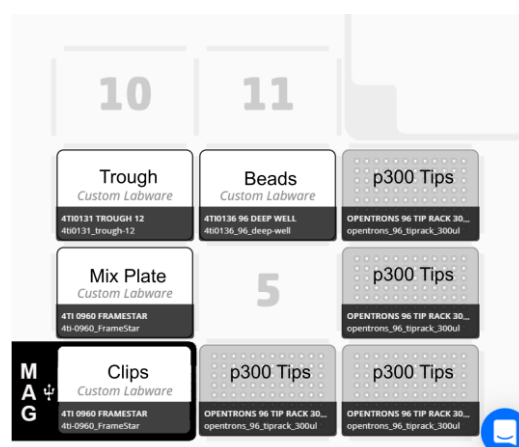 10
11
Trough
Custom Labware
4TI0131 TROUGH 12
4ti0131_trough-12
Beads
Custom Labware
4TI0136 96 DEEP WELL
4ti0136_96_deep-well
p300 Tips
OPENTRONS 96 TIP RACK 30...
opentrons_96_tiprack_300ul
Mix Plate
Custom Labware
4TI 0960 FRAMESTAR
4ti-0960_FrameStar
5
p300 Tips
OPENTRONS 96 TIP RACK 30...
opentrons_96_tiprack_300ul
MAG
Clips
Custom Labware
4TI 0960 FRAMESTAR
4ti-0960_FrameStar
p300 Tips
OPENTRONS 96 TIP RACK 30...
opentrons_96_tiprack_300ul
p300 Tips
OPENTRONS 96 TIP RACK 30...
opentrons_96_tiprack_300ul